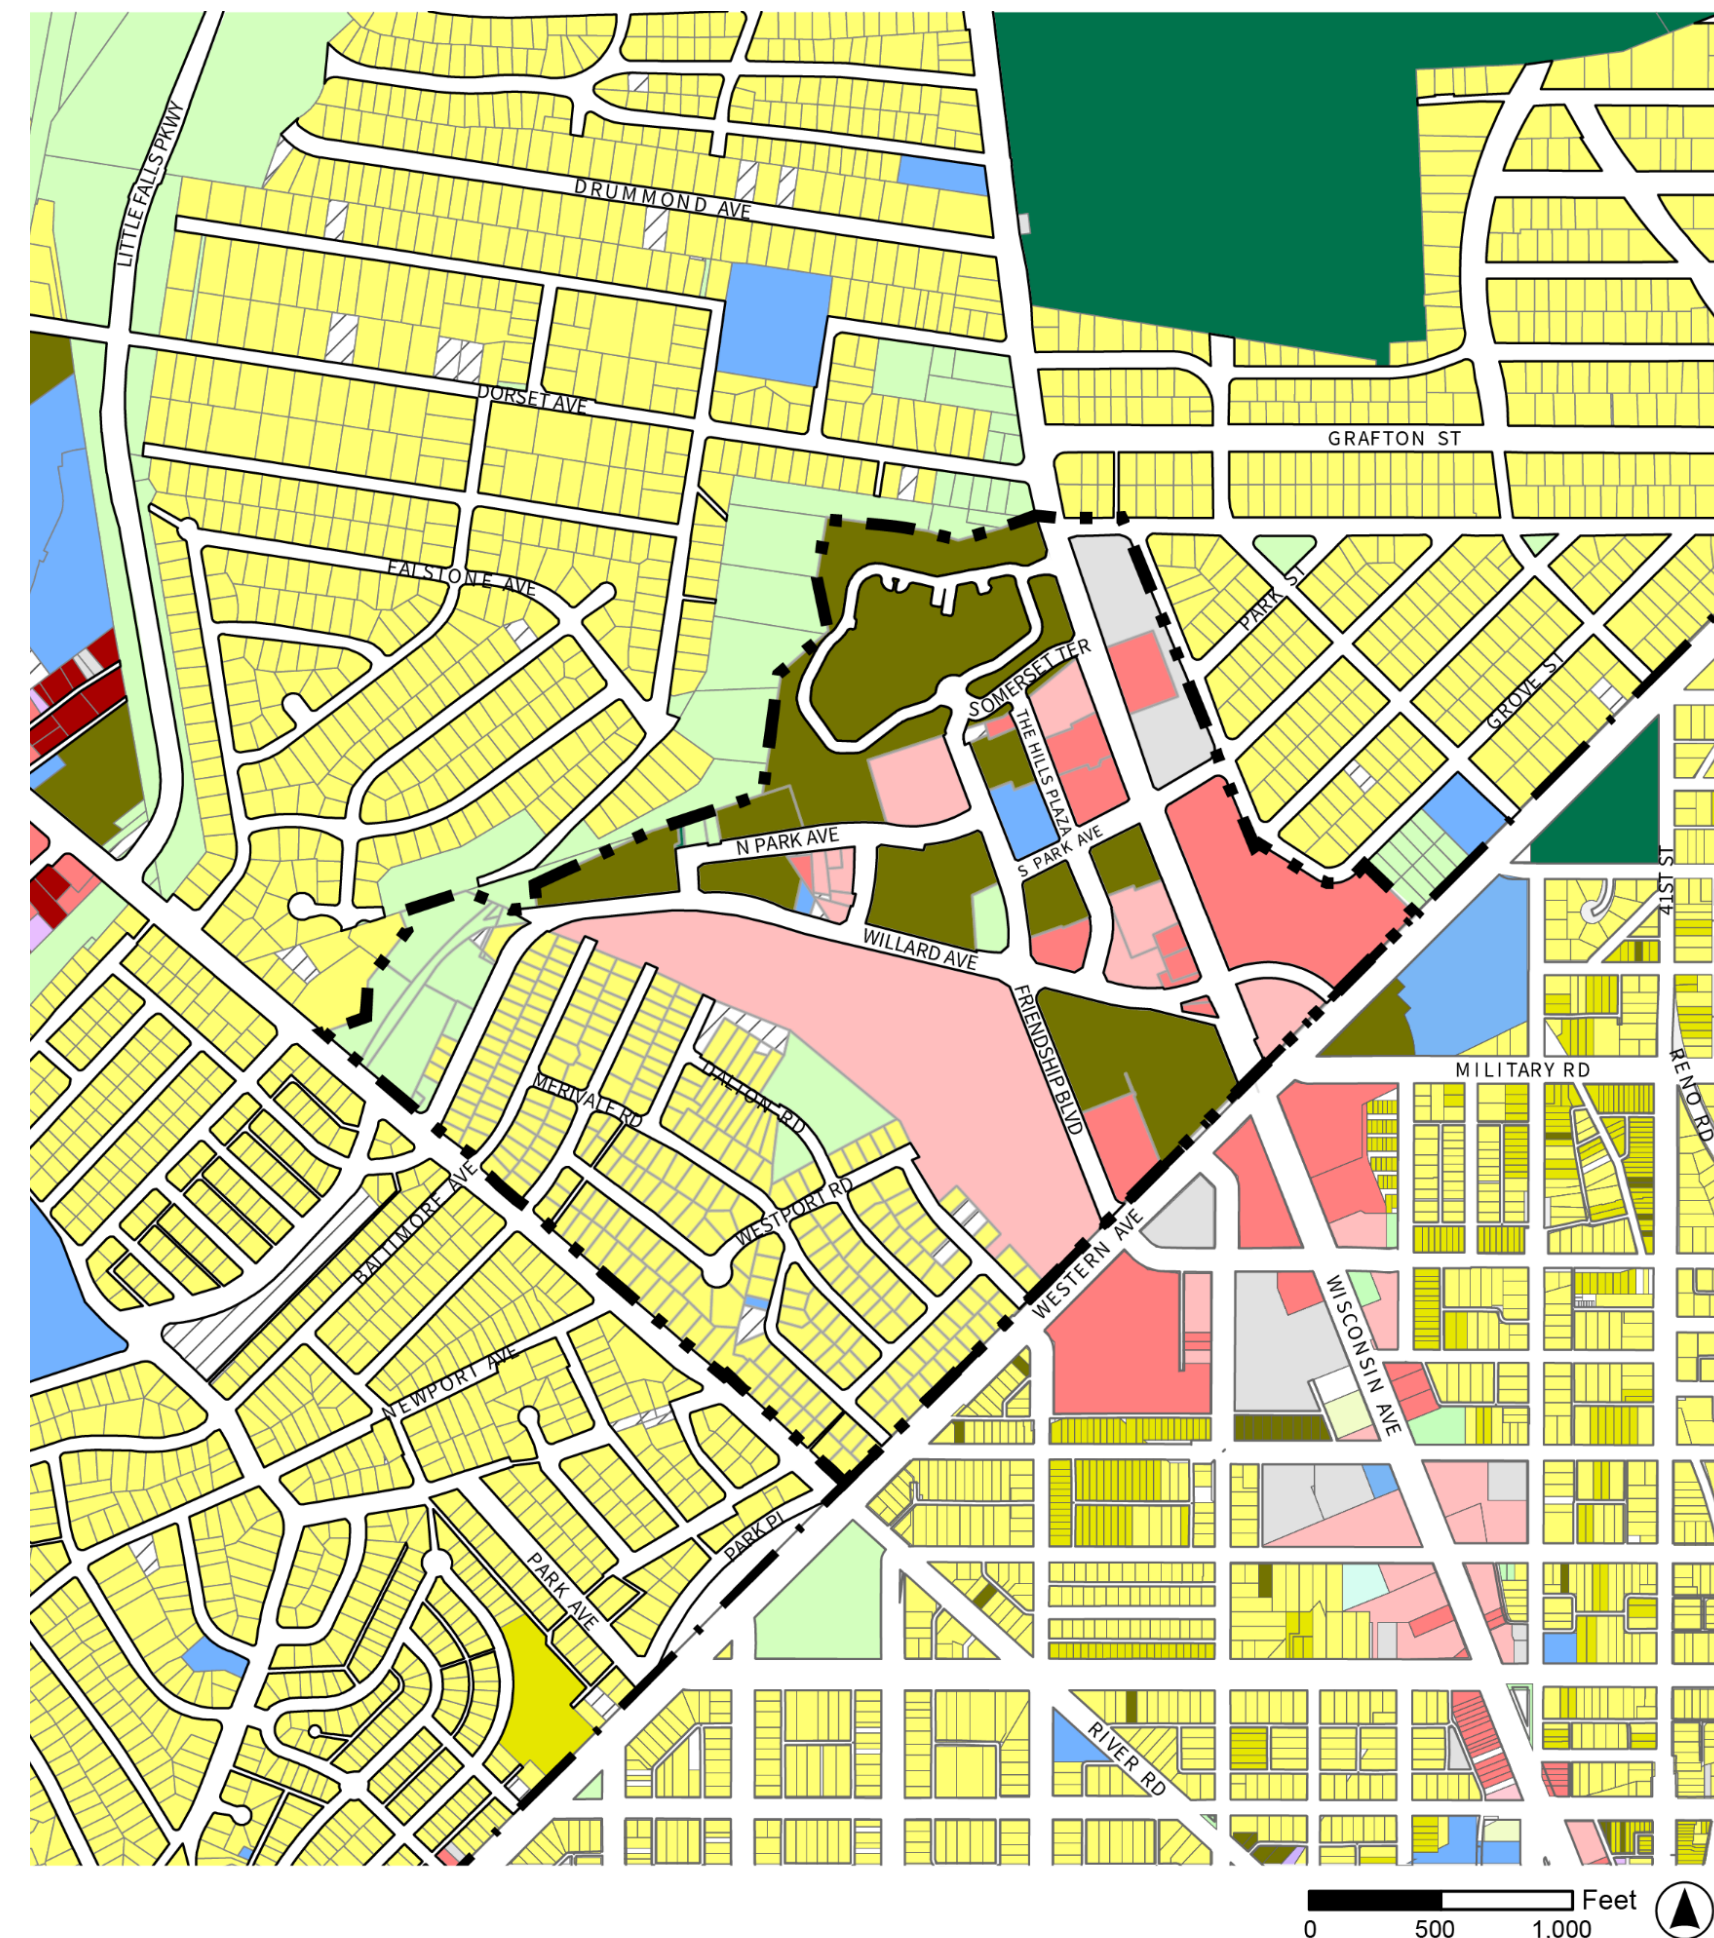 LITTLE FALLS PKWY
DRUMMOND AVE
DORSET AVE
GRAFTON ST
FALSTONE AVE
PARK ST
SOMERSET TER
GROVE ST
THE HILLS PLAZA
N PARK AVE
S PARK AVE
41ST ST
WILLARD AVE
FRIENDSHIP BLVD
MILITARY RD
RENO RD
MERIVALE RD
DALTON RD
WESTPORT RD
BALTIMORE AVE
WESTERN AVE
WISCONSIN AVE
NEWPORT AVE
PARK PL
PARK AVE
RIVER RD
Feet
0 500 1,000